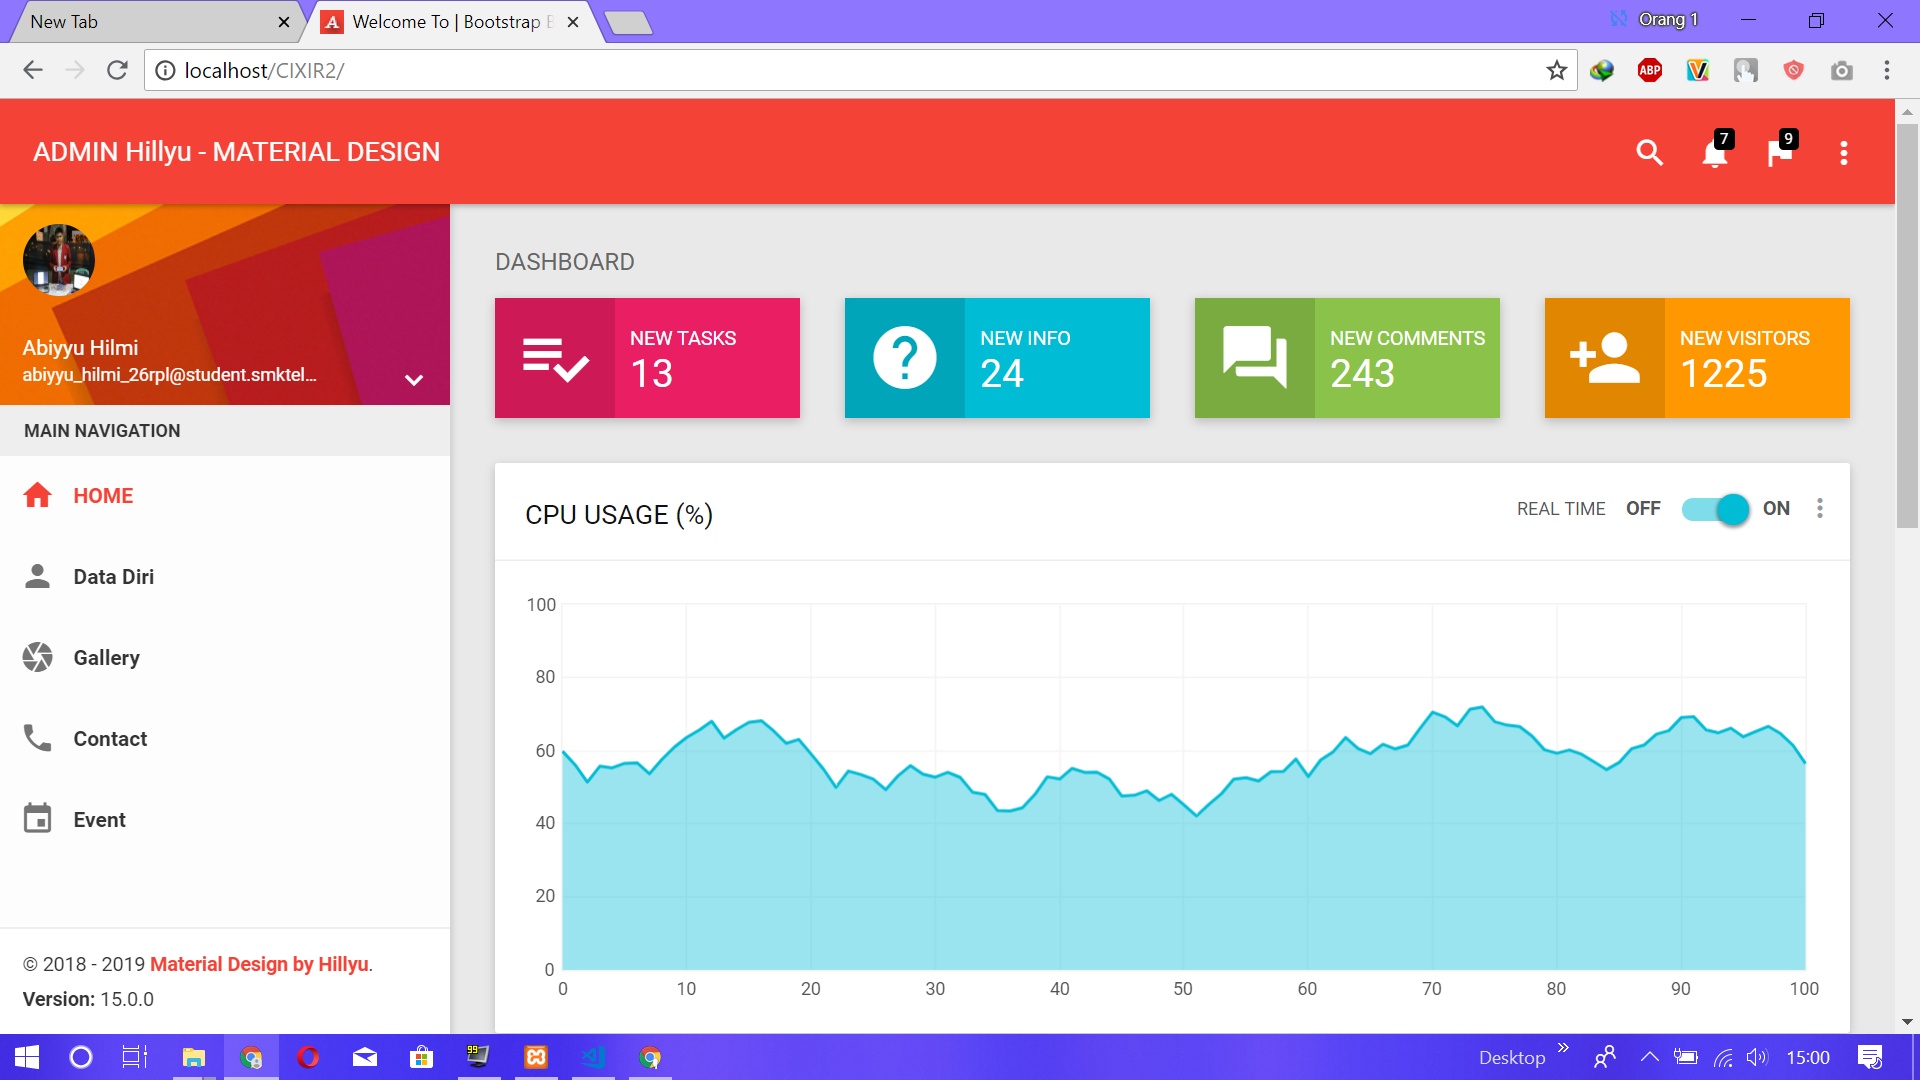 New Tab
Welcome To | Bootstrap B
Orang 1
localhost/CIXIR2/
ABP
ADMIN Hillyu - MATERIAL DESIGN
7
9
Abiyyu Hilmi
abiyyu_hilmi_26rpl@student.smktel...
MAIN NAVIGATION
HOME
Data Diri
Gallery
Contact
Event
© 2018 - 2019 Material Design by Hillyu.
Version: 15.0.0
DASHBOARD
NEW TASKS
13
NEW INFO
24
NEW COMMENTS
243
NEW VISITORS
1225
CPU USAGE (%)
REAL TIME OFF ON
100
80
60
40
20
0
0 10 20 30 40 50 60 70 80 90 100
99
Desktop
15:00